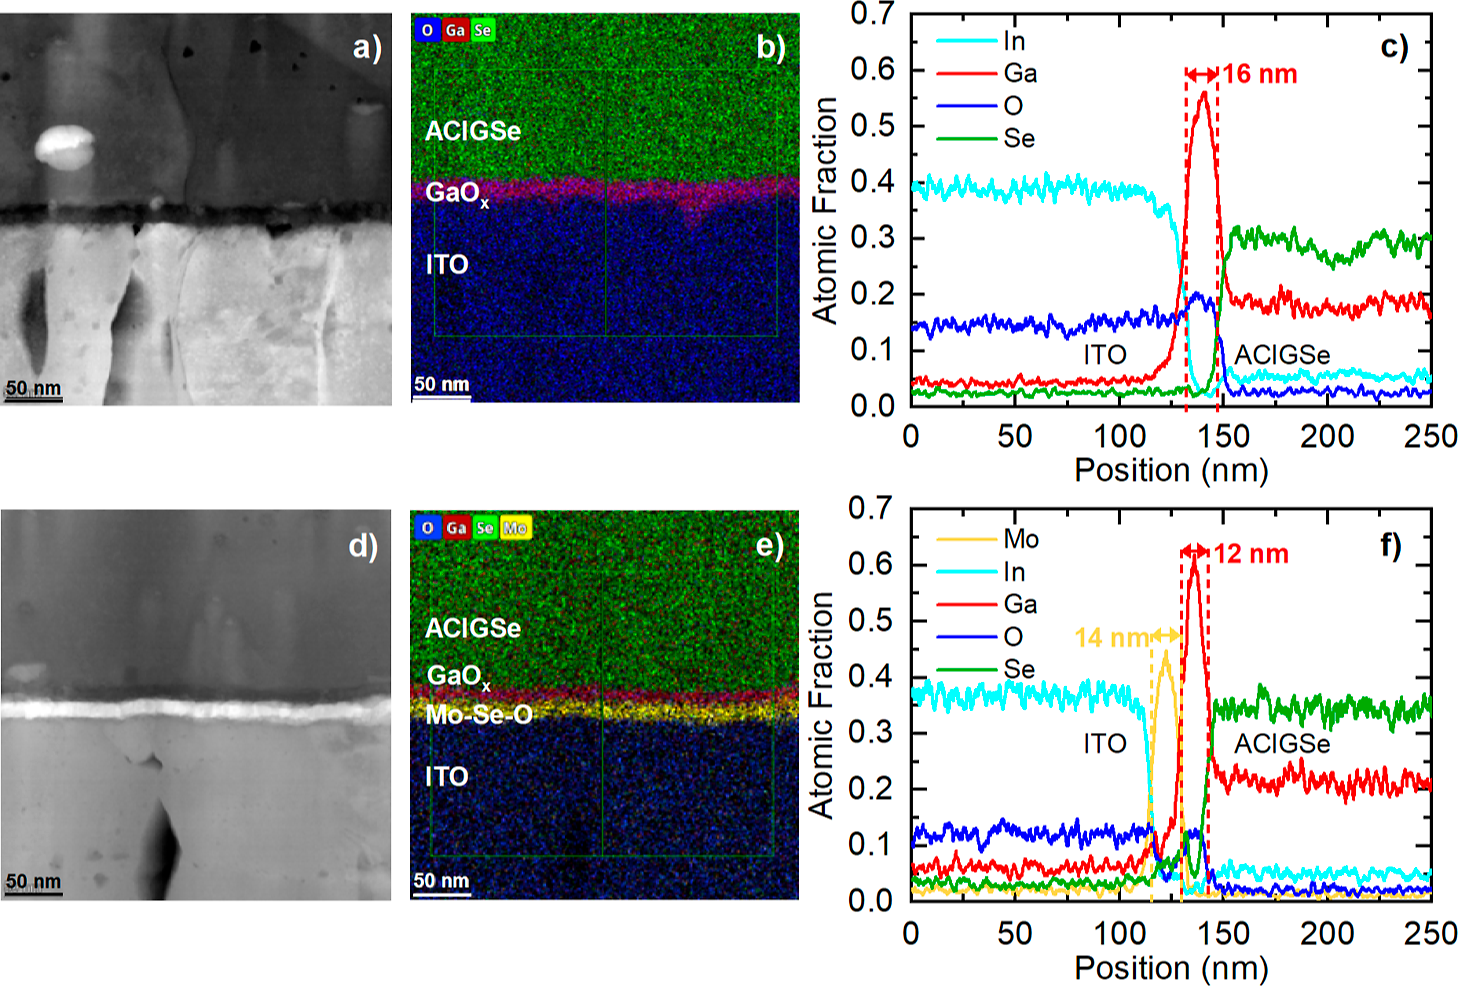 a)
50 nm
O Ga Se
b)
ACIGSe
GaOx
ITO
50 nm
c)
In
Ga
O
Se
16 nm
ITO
ACIGSe
Atomic Fraction
0.7
0.6
0.5
0.4
0.3
0.2
0.1
0.0
0 50 100 150 200 250
Position (nm)
d)
50 nm
O Ga Se Mo
e)
ACIGSe
GaOx
Mo-Se-O
ITO
50 nm
f)
Mo
In
Ga
O
Se
14 nm
12 nm
ITO
ACIGSe
Atomic Fraction
0.7
0.6
0.5
0.4
0.3
0.2
0.1
0.0
0 50 100 150 200 250
Position (nm)